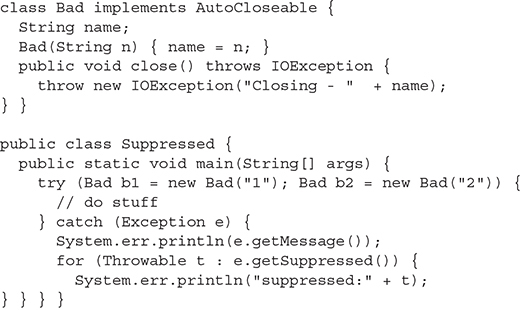 class Bad implements AutoCloseable {
  String name;
  Bad(String n) { name = n; }
  public void close() throws IOException {
    throw new IOException("Closing - "  + name);
} }

public class Suppressed {
  public static void main(String[] args) {
    try (Bad b1 = new Bad("1"); Bad b2 = new Bad("2")) {
      // do stuff
    } catch (Exception e) {
      System.err.println(e.getMessage());
      for (Throwable t : e.getSuppressed()) {
        System.err.println("suppressed:" + t);
} } } }